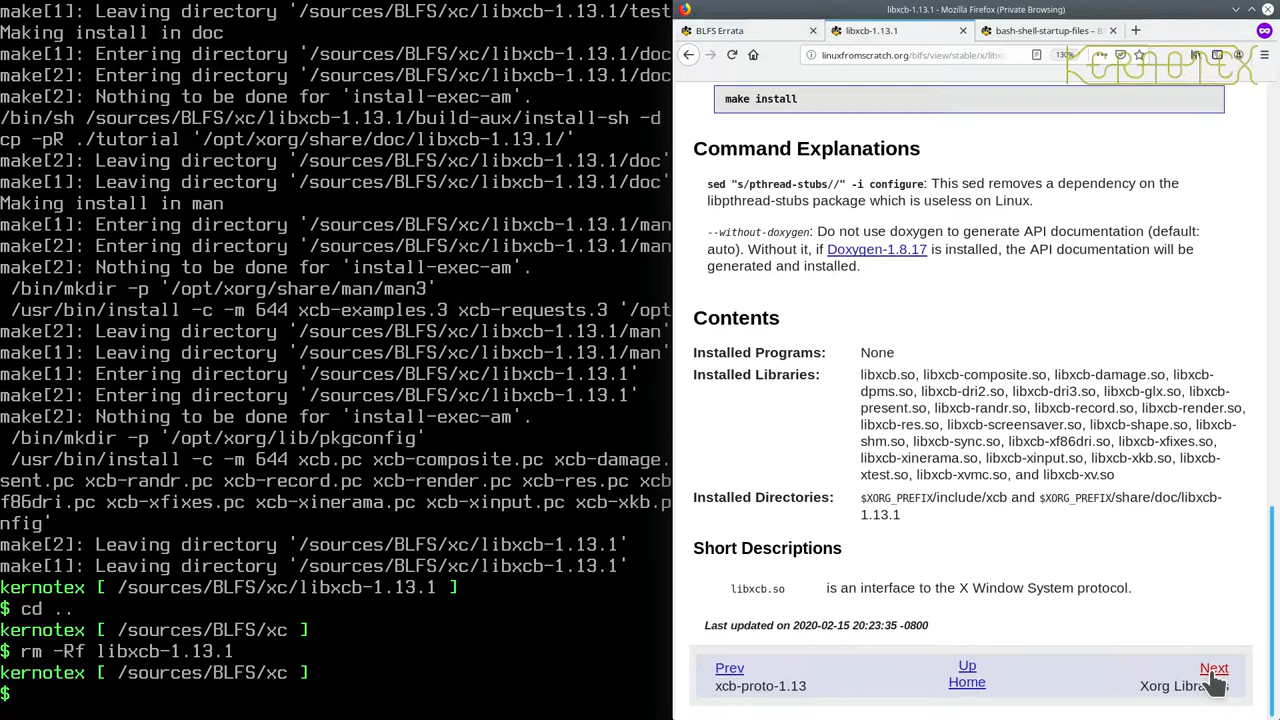 make[1]: Leaving directory '/sources/BLFS/xc/libxcb-1.13.1/test
Making install in doc
make[1]: Entering directory '/sources/BLFS/xc/libxcb-1.13.1/doc
make[2]: Entering directory '/sources/BLFS/xc/libxcb-1.13.1/doc
make[2]: Nothing to be done for 'install-exec-am'.
/bin/sh /sources/BLFS/xc/libxcb-1.13.1/build-aux/install-sh -d
cp -pR ./tutorial '/opt/xorg/share/doc/libxcb-1.13.1/'
make[2]: Leaving directory '/sources/BLFS/xc/libxcb-1.13.1/doc'
make[1]: Leaving directory '/sources/BLFS/xc/libxcb-1.13.1/doc'
Making install in man
make[1]: Entering directory '/sources/BLFS/xc/libxcb-1.13.1/man
make[2]: Entering directory '/sources/BLFS/xc/libxcb-1.13.1/man
make[2]: Nothing to be done for 'install-exec-am'.
/bin/mkdir -p '/opt/xorg/share/man/man3'
/usr/bin/install -c -m 644 xcb-examples.3 xcb-requests.3 '/opt
make[2]: Leaving directory '/sources/BLFS/xc/libxcb-1.13.1/man'
make[1]: Leaving directory '/sources/BLFS/xc/libxcb-1.13.1/man'
make[1]: Entering directory '/sources/BLFS/xc/libxcb-1.13.1'
make[2]: Entering directory '/sources/BLFS/xc/libxcb-1.13.1'
make[2]: Nothing to be done for 'install-exec-am'.
/bin/mkdir -p '/opt/xorg/lib/pkgconfig'
/usr/bin/install -c -m 644 xcb.pc xcb-composite.pc xcb-damage.
sent.pc xcb-randr.pc xcb-record.pc xcb-render.pc xcb-res.pc xcb
f86dri.pc xcb-xfixes.pc xcb-xinerama.pc xcb-xinput.pc xcb-xkb.p
nfig'
make[2]: Leaving directory '/sources/BLFS/xc/libxcb-1.13.1'
make[1]: Leaving directory '/sources/BLFS/xc/libxcb-1.13.1'
kernotex [ /sources/BLFS/xc/libxcb-1.13.1 ]
$ cd ..
kernotex [ /sources/BLFS/xc ]
$ rm -Rf libxcb-1.13.1
kernotex [ /sources/BLFS/xc ]
$
libxcb-1.13.1 - Mozilla Firefox (Private Browsing)
BLFS Errata
libxcb-1.13.1
bash-shell-startup-files – B
linuxfromscratch.org/blfs/view/stable/x/libx
130%
KERNOTEX
make install
Command Explanations
sed "s/pthread-stubs//" -i configure: This sed removes a dependency on the
libpthread-stubs package which is useless on Linux.
--without-doxygen: Do not use doxygen to generate API documentation (default:
auto). Without it, if Doxygen-1.8.17 is installed, the API documentation will be
generated and installed.
Contents
Installed Programs: None
Installed Libraries: libxcb.so, libxcb-composite.so, libxcb-damage.so, libxcb-
dpms.so, libxcb-dri2.so, libxcb-dri3.so, libxcb-glx.so, libxcb-
present.so, libxcb-randr.so, libxcb-record.so, libxcb-render.so,
libxcb-res.so, libxcb-screensaver.so, libxcb-shape.so, libxcb-
shm.so, libxcb-sync.so, libxcb-xf86dri.so, libxcb-xfixes.so,
libxcb-xinerama.so, libxcb-xinput.so, libxcb-xkb.so, libxcb-
xtest.so, libxcb-xvmc.so, and libxcb-xv.so
Installed Directories: $XORG_PREFIX/include/xcb and $XORG_PREFIX/share/doc/libxcb-
1.13.1
Short Descriptions
libxcb.so is an interface to the X Window System protocol.
Last updated on 2020-02-15 20:23:35 -0800
Prev Up Next
xcb-proto-1.13 Home Xorg